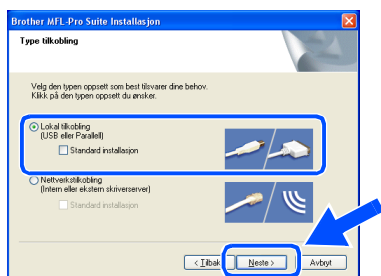 Brother MFL-Pro Suite Installasjon
Type tilkobling
Velg den typen oppsett som best tilsvarer dine behov.
Klikk på den typen oppsett du ønsker.
Lokal tilkobling
(USB eller Parallell)
Standard installasjon
Nettverkstilkobling
(Intern eller ekstern skriverserver)
Standard installasjon
< Tilbake
Neste >
Avbryt